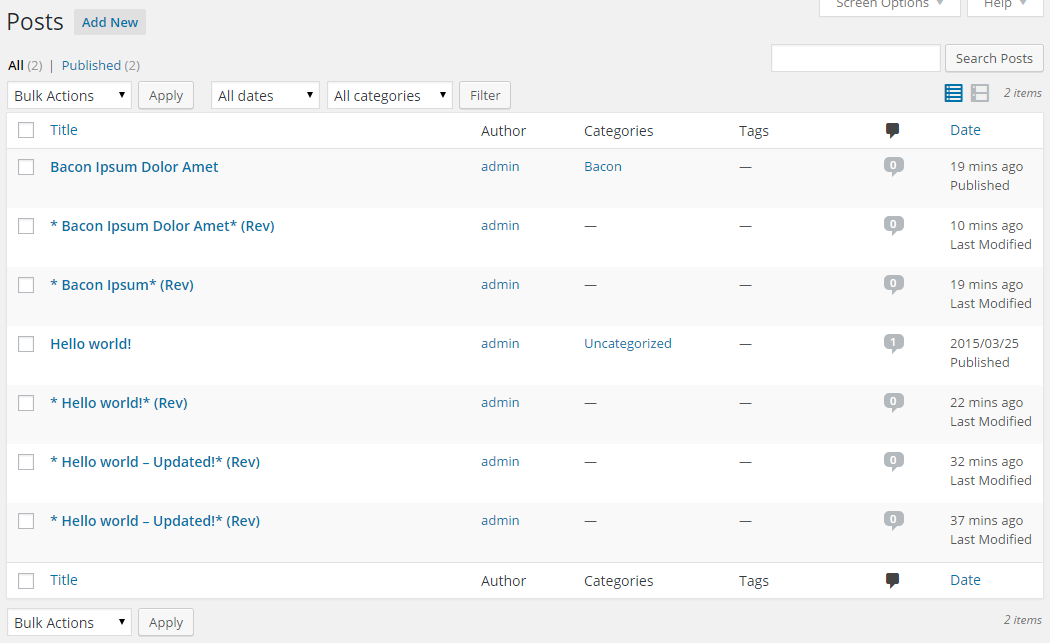 Screen Options Help
Posts Add New
All (2) | Published (2)
Search Posts
Bulk Actions Apply All dates All categories Filter 2 items
Title Author Categories Tags Date
Bacon Ipsum Dolor Amet admin Bacon — 0 19 mins ago
Published
* Bacon Ipsum Dolor Amet* (Rev) admin — — 0 10 mins ago
Last Modified
* Bacon Ipsum* (Rev) admin — — 0 19 mins ago
Last Modified
Hello world! admin Uncategorized — 1 2015/03/25
Published
* Hello world!* (Rev) admin — — 0 22 mins ago
Last Modified
* Hello world – Updated!* (Rev) admin — — 0 32 mins ago
Last Modified
* Hello world – Updated!* (Rev) admin — — 0 37 mins ago
Last Modified
Title Author Categories Tags Date
Bulk Actions Apply 2 items